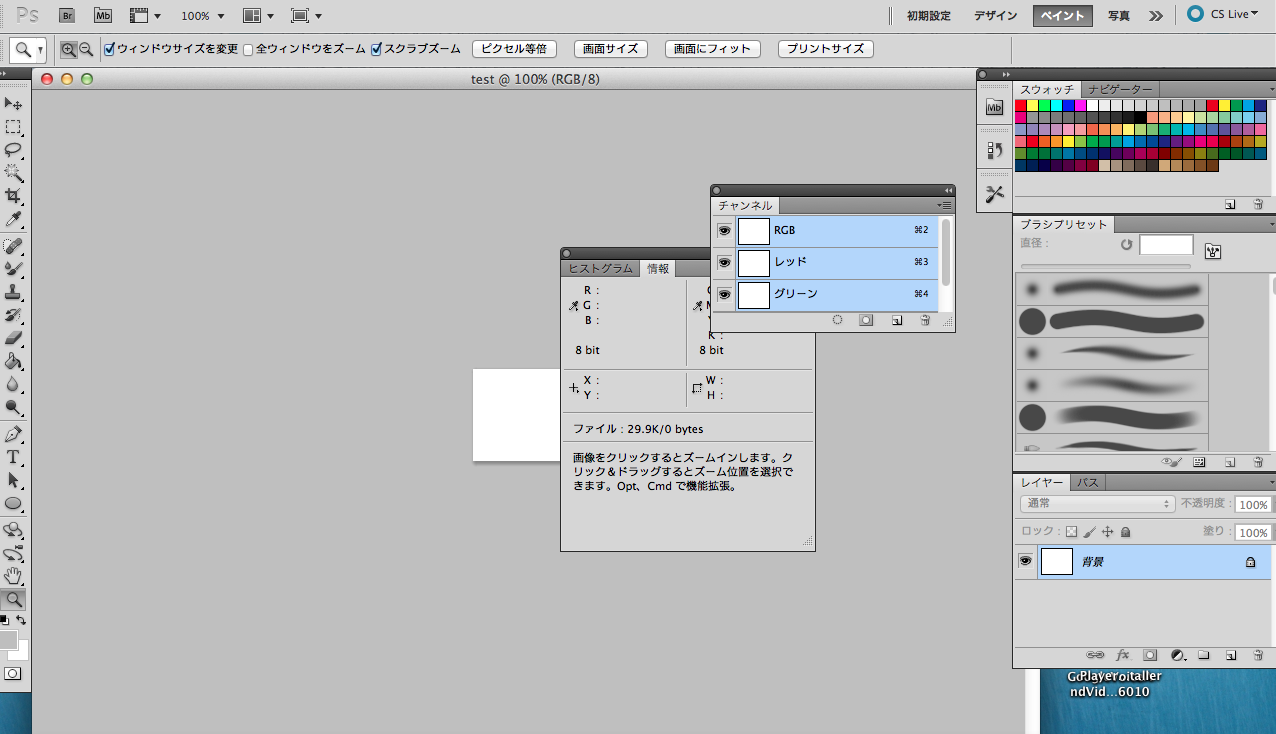 Ps Br Mb 100% 初期設定 デザイン ペイント 写真 CS Live
ウィンドウサイズを変更 全ウィンドウをズーム スクラブズーム ピクセル等倍 画面サイズ 画面にフィット プリントサイズ
test @ 100% (RGB/8)
Mb
スウォッチ ナビゲーター
チャンネル
RGB ⌘2
レッド ⌘3
グリーン ⌘4
ヒストグラム 情報
R :
G :
B :
8 bit
K :
8 bit
X :
Y :
W :
H :
ファイル : 29.9K/0 bytes
画像をクリックするとズームインします。ク
リック＆ドラッグするとズーム位置を選択で
きます。Opt、Cmd で機能拡張。
ブラシプリセット
直径 :
レイヤー パス
通常 不透明度 : 100%
ロック : 塗り : 100%
背景
fx
T
ndVid...6010